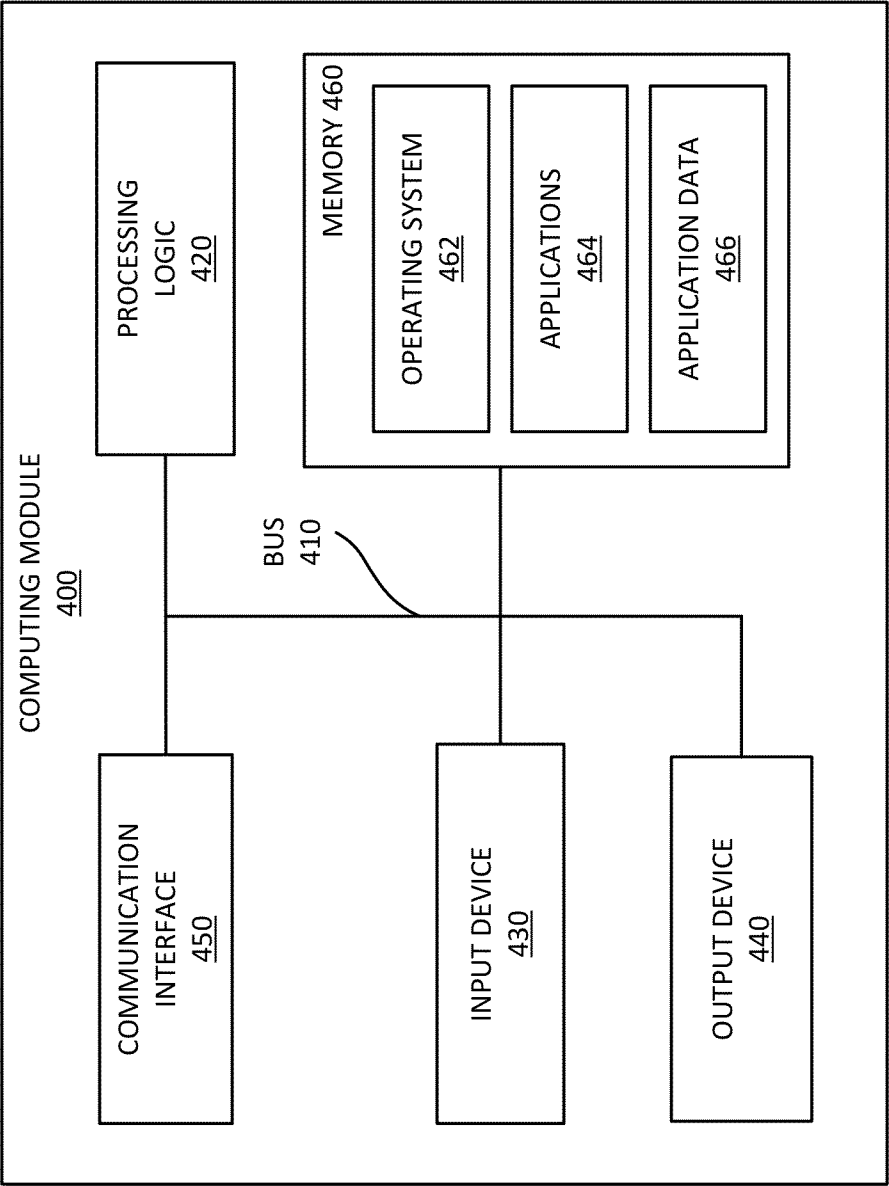 COMPUTING MODULE
400
COMMUNICATION
INTERFACE
450
PROCESSING
LOGIC
420
BUS
410
INPUT DEVICE
430
OUTPUT DEVICE
440
MEMORY 460
OPERATING SYSTEM
462
APPLICATIONS
464
APPLICATION DATA
466